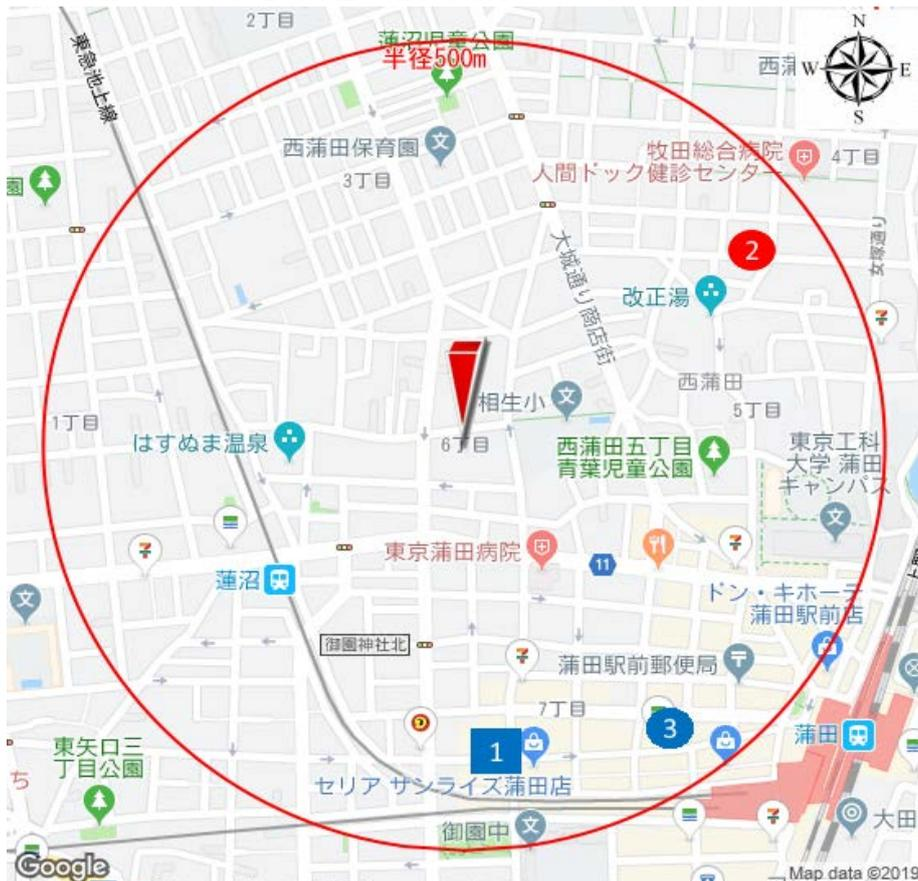 2丁目
蓮沼児童公園
半径500m
N
W
E
S
東急池上線
西蒲田保育園
3丁目
牧田総合病院
人間ドック健診センター
4丁目
園
2
女塚通り
大城通り商店街
改正湯
西蒲田
相生小
5丁目
1丁目
はすぬま温泉
6丁目
西蒲田五丁目
青葉児童公園
東京工科
大学 蒲田
キャンパス
東京蒲田病院
11
蓮沼
ドン・キホーテ
蒲田駅前店
御園神社北
蒲田駅前郵便局
7丁目
1
3
蒲田
東矢口三
丁目公園
セリア サンライズ蒲田店
ち
御園中
大田
Google
Map data ©2019